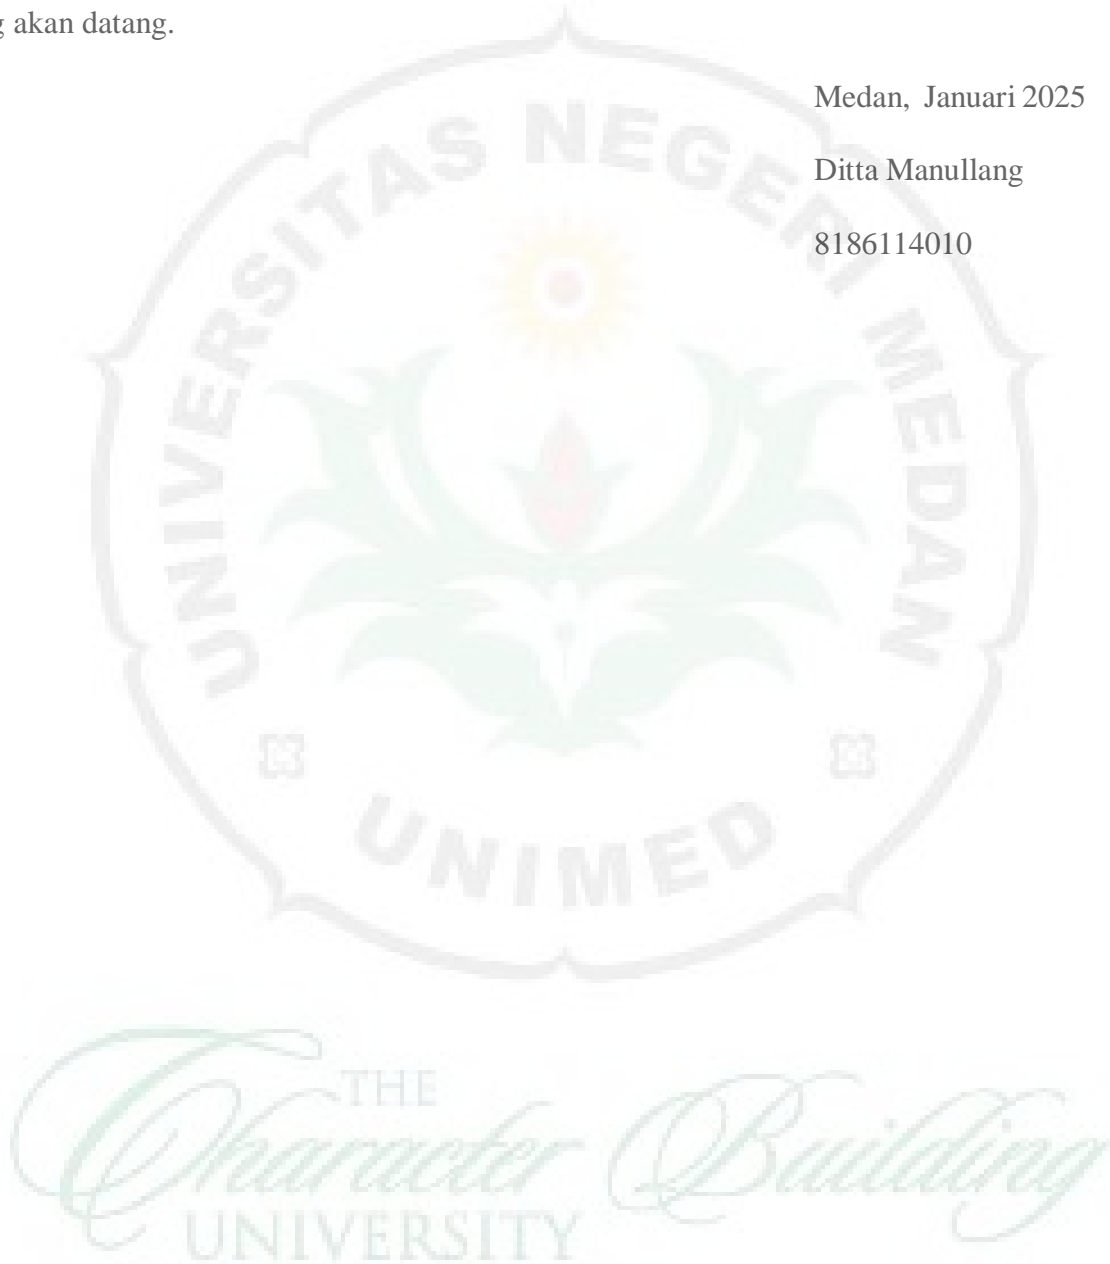 g akan datang.
Medan, Januari 2025
Ditta Manullang
8186114010
UNIVERSITAS NEGERI MEDAN
UNIMED
THE
Character Building
UNIVERSITY